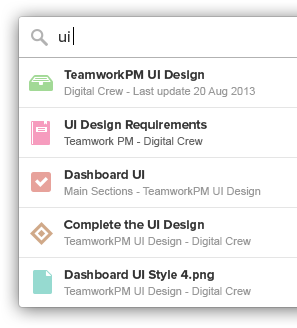 ui
TeamworkPM UI Design
Digital Crew - Last update 20 Aug 2013
UI Design Requirements
Teamwork PM - Digital Crew
Dashboard UI
Main Sections - TeamworkPM UI Design
Complete the UI Design
TeamworkPM UI Design - Digital Crew
Dashboard UI Style 4.png
TeamworkPM UI Design - Digital Crew